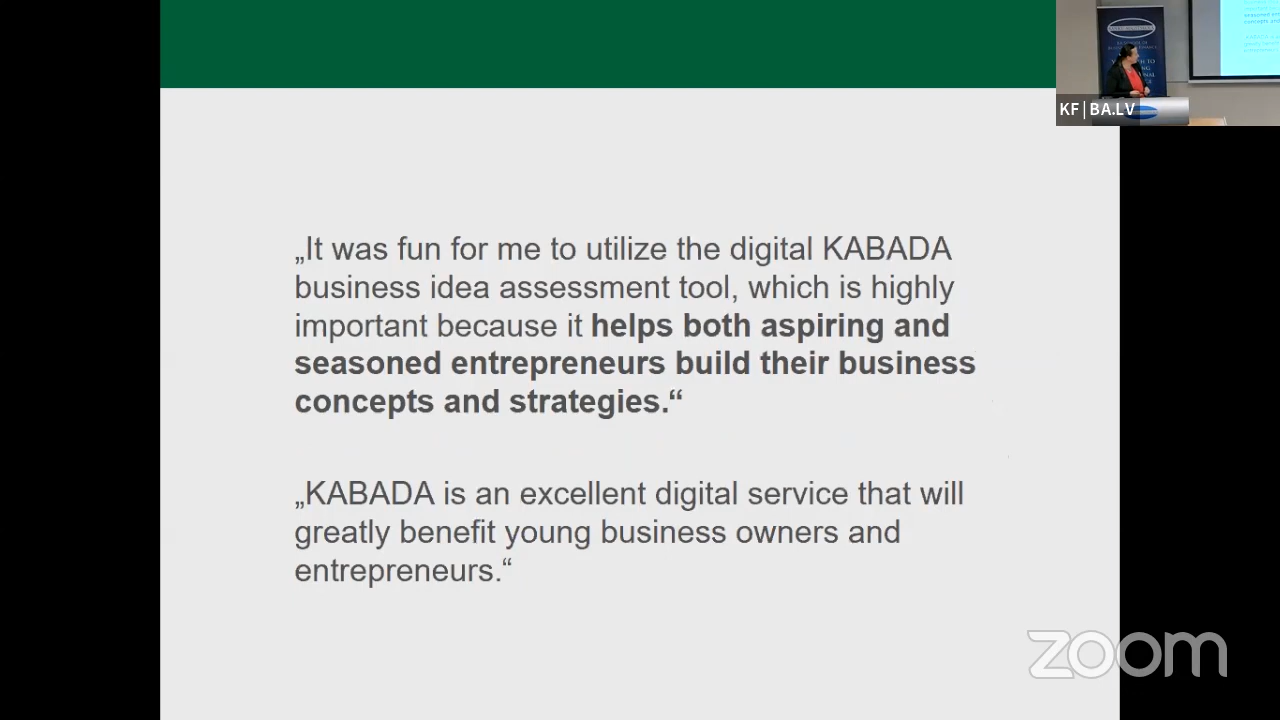 KF|BA.LV
„It was fun for me to utilize the digital KABADA
business idea assessment tool, which is highly
important because it helps both aspiring and
seasoned entrepreneurs build their business
concepts and strategies.“
„KABADA is an excellent digital service that will
greatly benefit young business owners and
entrepreneurs.“
zoom